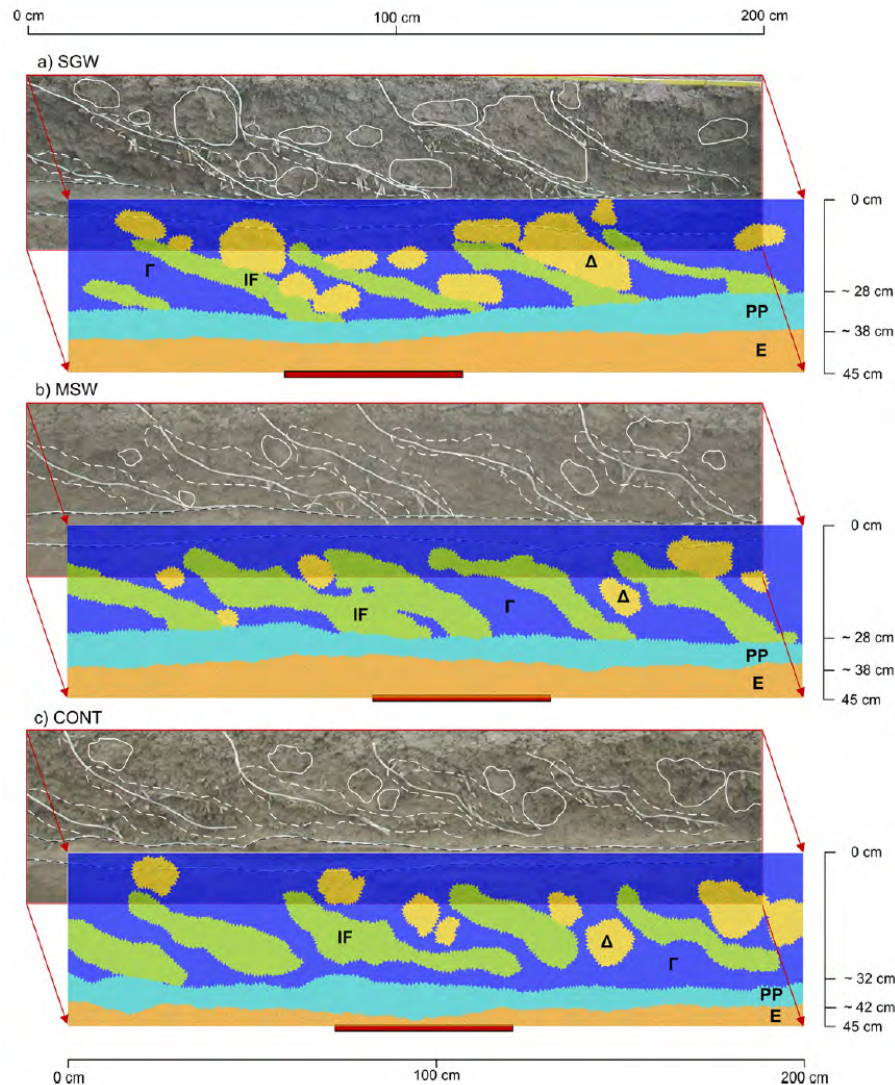 0 cm 100 cm 200 cm
a) SGW
0 cm
Γ IF Δ
~ 28 cm
PP
~ 38 cm
E
45 cm
b) MSW
0 cm
IF Γ Δ
~ 28 cm
PP
~ 38 cm
E
45 cm
c) CONT
0 cm
IF Δ Γ
~ 32 cm
PP
~ 42 cm
E
45 cm
0 cm 100 cm 200 cm